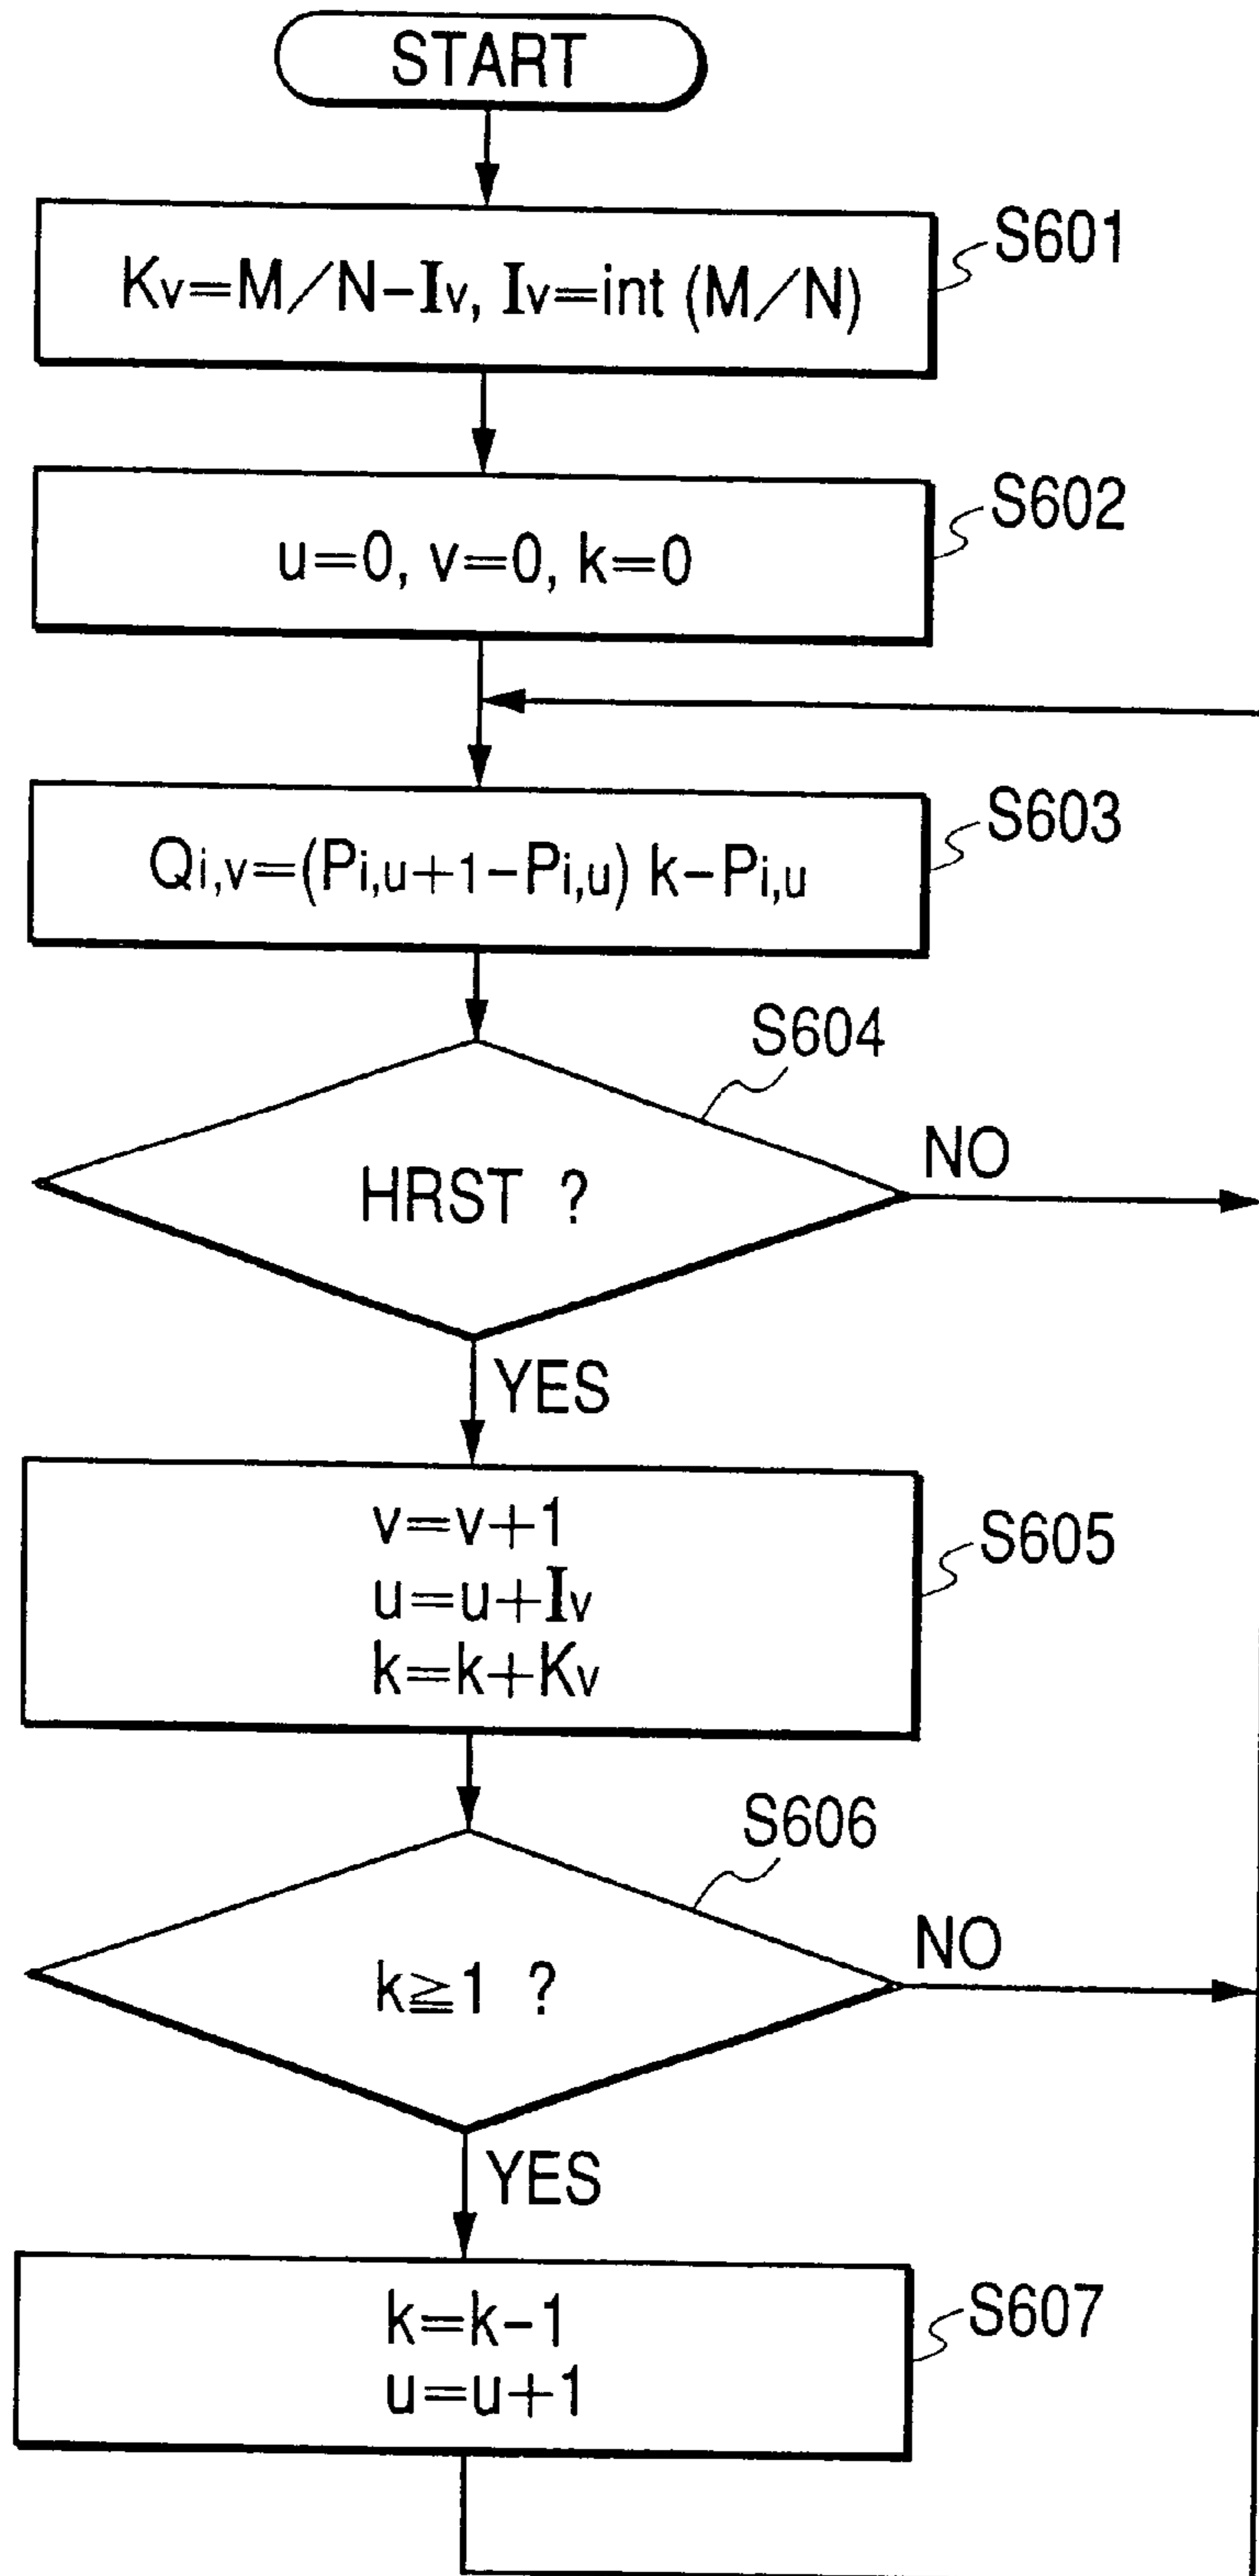 START
Kv=M/N-Iv, Iv=int (M/N)
S601
u=0, v=0, k=0
S602
Qi,v=(Pi,u+1-Pi,u) k-Pi,u
S603
S604
HRST ?
NO
YES
v=v+1
u=u+Iv
k=k+Kv
S605
S606
k≧1 ?
NO
YES
k=k-1
u=u+1
S607